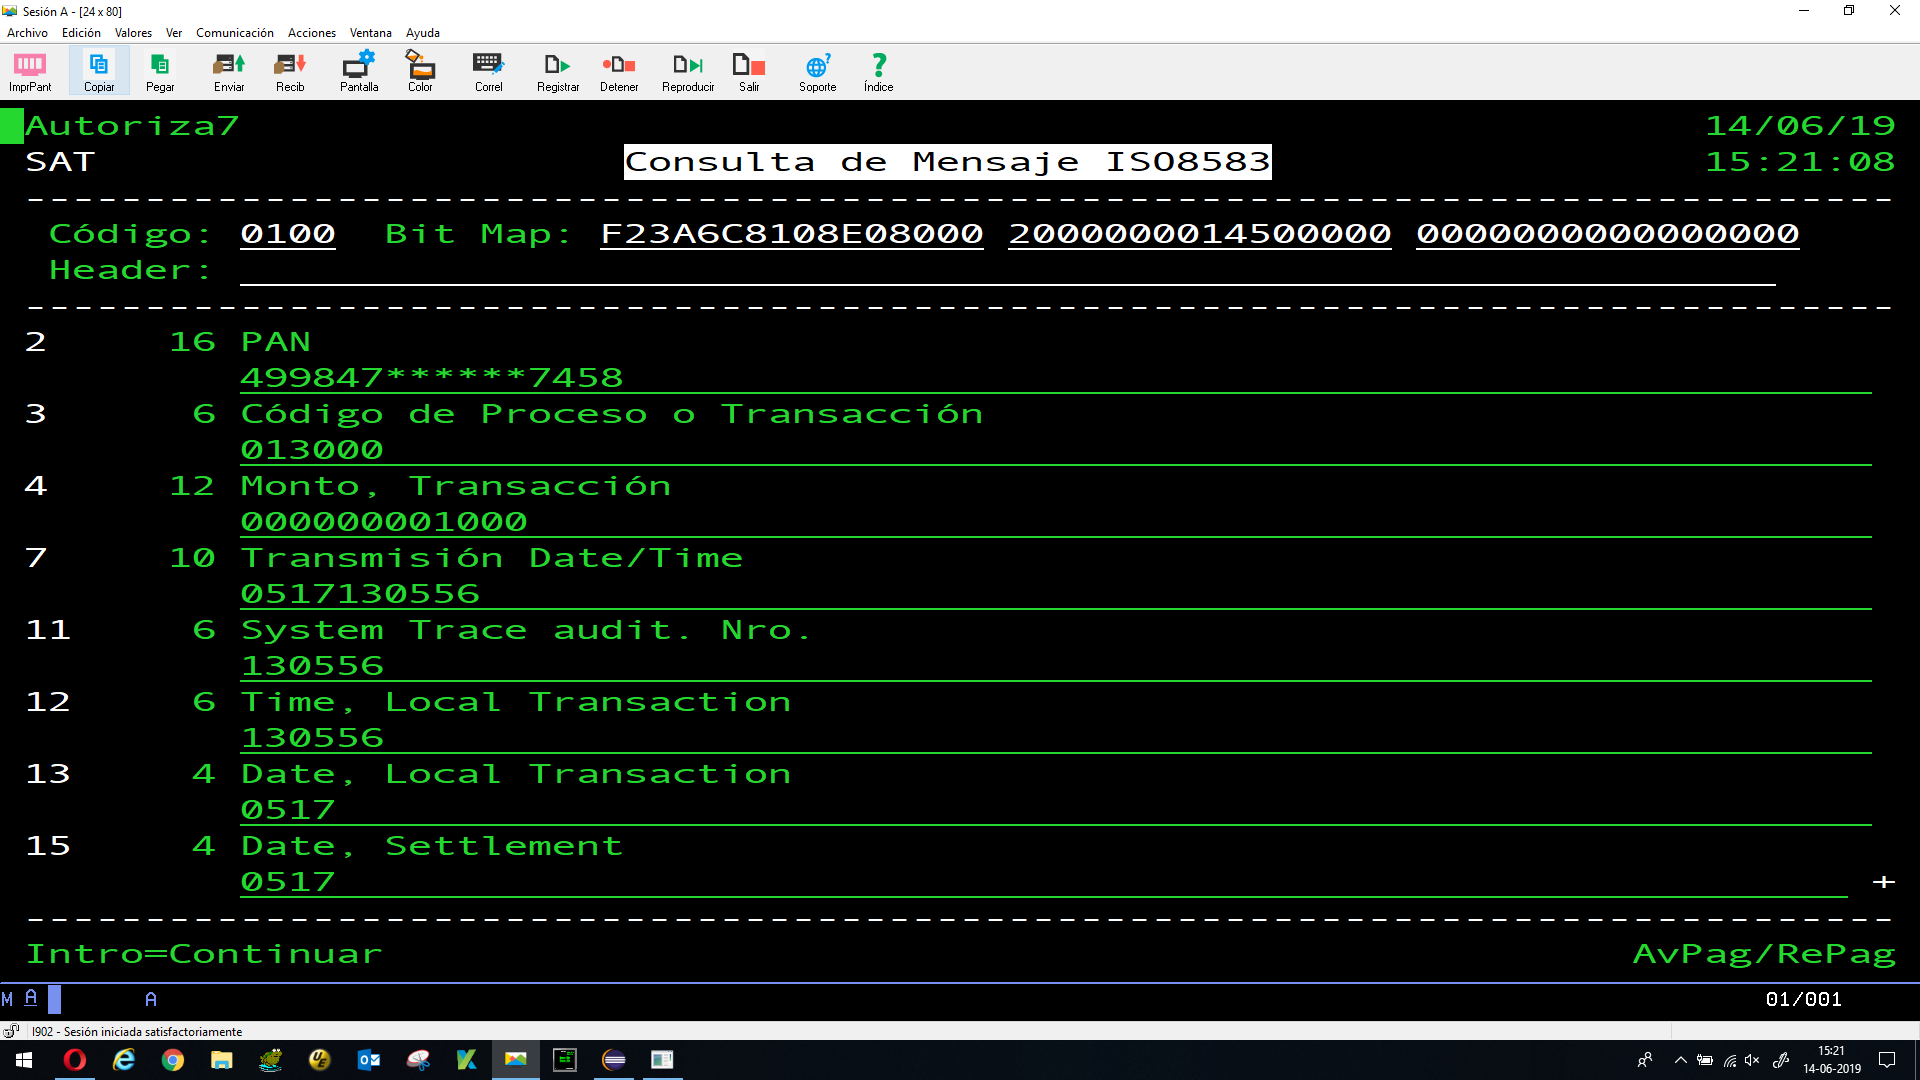 Sesión A - [24 x 80]
Archivo Edición Valores Ver Comunicación Acciones Ventana Ayuda
ImprPant Copiar Pegar Enviar Recib Pantalla Color Correl Registrar Detener Reproducir Salir Soporte Índice
Autoriza7 14/06/19
SAT Consulta de Mensaje ISO8583 15:21:08
Código: 0100 Bit Map: F23A6C8108E08000 2000000014500000 0000000000000000
Header:
2 16 PAN
499847******7458
3 6 Código de Proceso o Transacción
013000
4 12 Monto, Transacción
000000001000
7 10 Transmisión Date/Time
0517130556
11 6 System Trace audit. Nro.
130556
12 6 Time, Local Transaction
130556
13 4 Date, Local Transaction
0517
15 4 Date, Settlement
0517 +
Intro=Continuar AvPag/RePag
M A A 01/001
I902 - Sesión iniciada satisfactoriamente
15:21
14-06-2019